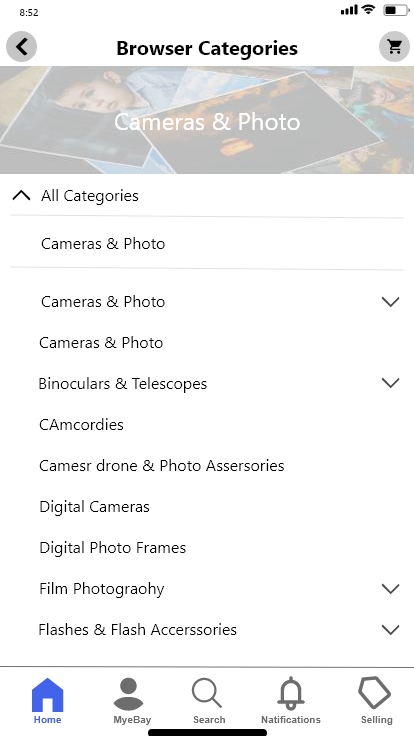 8:52
Browser Categories
Cameras & Photo
All Categories
Cameras & Photo
Cameras & Photo
Cameras & Photo
Binoculars & Telescopes
CAmcordies
Camesr drone & Photo Assersories
Digital Cameras
Digital Photo Frames
Film Photograohy
Flashes & Flash Accerssories
Home
MyeBay
Search
Natifications
Selling